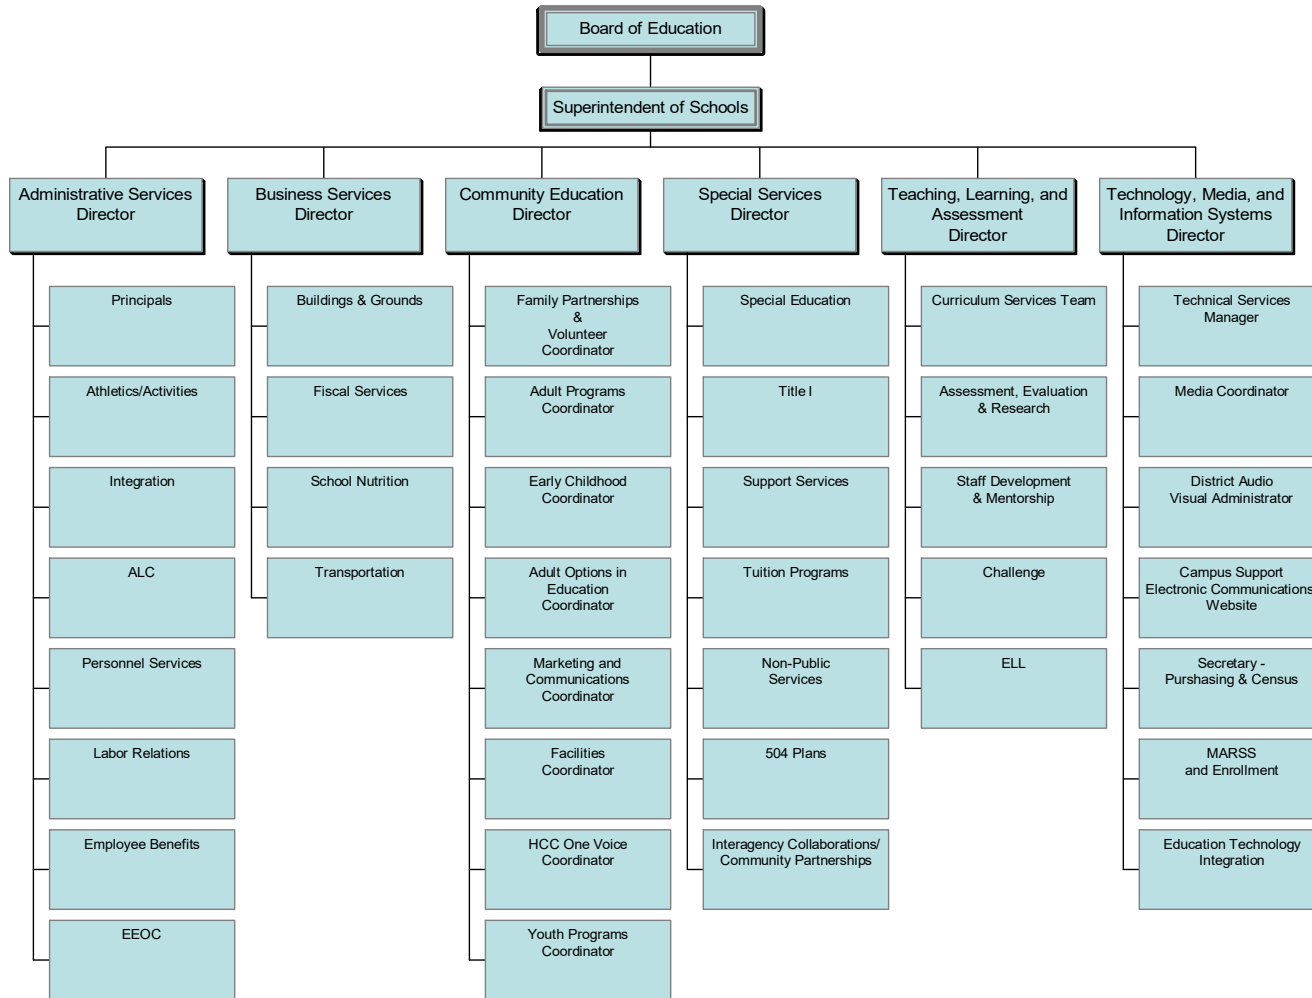 Board of Education
Superintendent of Schools
Administrative Services
Director
Business Services
Director
Community Education
Director
Special Services
Director
Teaching, Learning, and
Assessment
Director
Technology, Media, and
Information Systems
Director
Principals
Athletics/Activities
Integration
ALC
Personnel Services
Labor Relations
Employee Benefits
EEOC
Buildings & Grounds
Fiscal Services
School Nutrition
Transportation
Family Partnerships
&
Volunteer
Coordinator
Adult Programs
Coordinator
Early Childhood
Coordinator
Adult Options in
Education
Coordinator
Marketing and
Communications
Coordinator
Facilities
Coordinator
HCC One Voice
Coordinator
Youth Programs
Coordinator
Special Education
Title I
Support Services
Tuition Programs
Non-Public
Services
504 Plans
Interagency Collaborations/
Community Partnerships
Curriculum Services Team
Assessment, Evaluation
& Research
Staff Development
& Mentorship
Challenge
ELL
Technical Services
Manager
Media Coordinator
District Audio
Visual Administrator
Campus Support
Electronic Communications
Website
Secretary -
Purshasing & Census
MARSS
and Enrollment
Education Technology
Integration